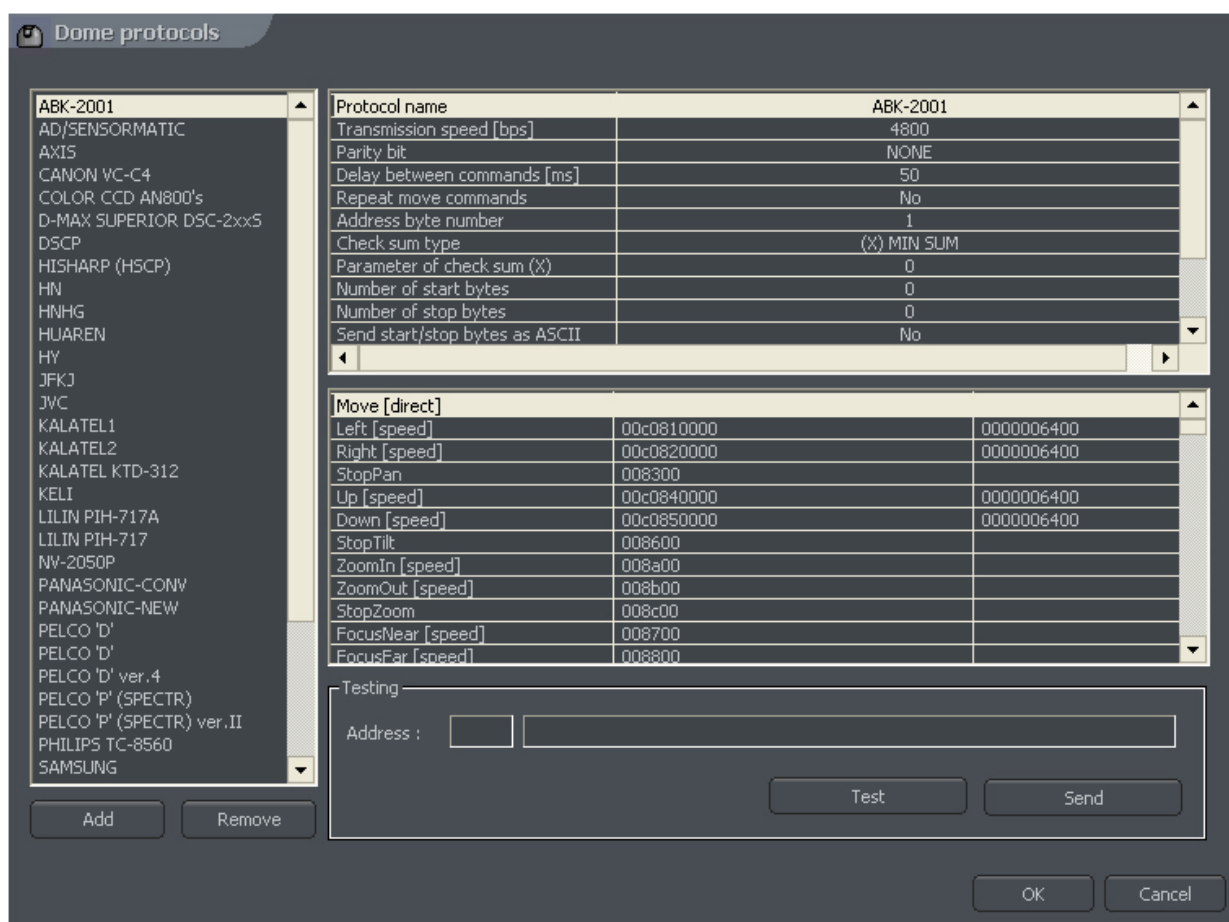 Dome protocols
ABK-2001
AD/SENSORMATIC
AXIS
CANON VC-C4
COLOR CCD AN800's
D-MAX SUPERIOR DSC-2xxS
DSCP
HISHARP (HSCP)
HN
HNHG
HUAREN
HY
JFKJ
JVC
KALATEL1
KALATEL2
KALATEL KTD-312
KELI
LILIN PIH-717A
LILIN PIH-717
NV-2050P
PANASONIC-CONV
PANASONIC-NEW
PELCO 'D'
PELCO 'D'
PELCO 'D' ver.4
PELCO 'P' (SPECTR)
PELCO 'P' (SPECTR) ver.II
PHILIPS TC-8560
SAMSUNG
Add Remove
Protocol name ABK-2001
Transmission speed [bps] 4800
Parity bit NONE
Delay between commands [ms] 50
Repeat move commands No
Address byte number 1
Check sum type (X) MIN SUM
Parameter of check sum (X) 0
Number of start bytes 0
Number of stop bytes 0
Send start/stop bytes as ASCII No
Move [direct]
Left [speed] 00c0810000 0000006400
Right [speed] 00c0820000 0000006400
StopPan 008300
Up [speed] 00c0840000 0000006400
Down [speed] 00c0850000 0000006400
StopTilt 008600
ZoomIn [speed] 008a00
ZoomOut [speed] 008b00
StopZoom 008c00
FocusNear [speed] 008700
FocusFar [speed] 008800
Testing
Address :
Test Send
OK Cancel